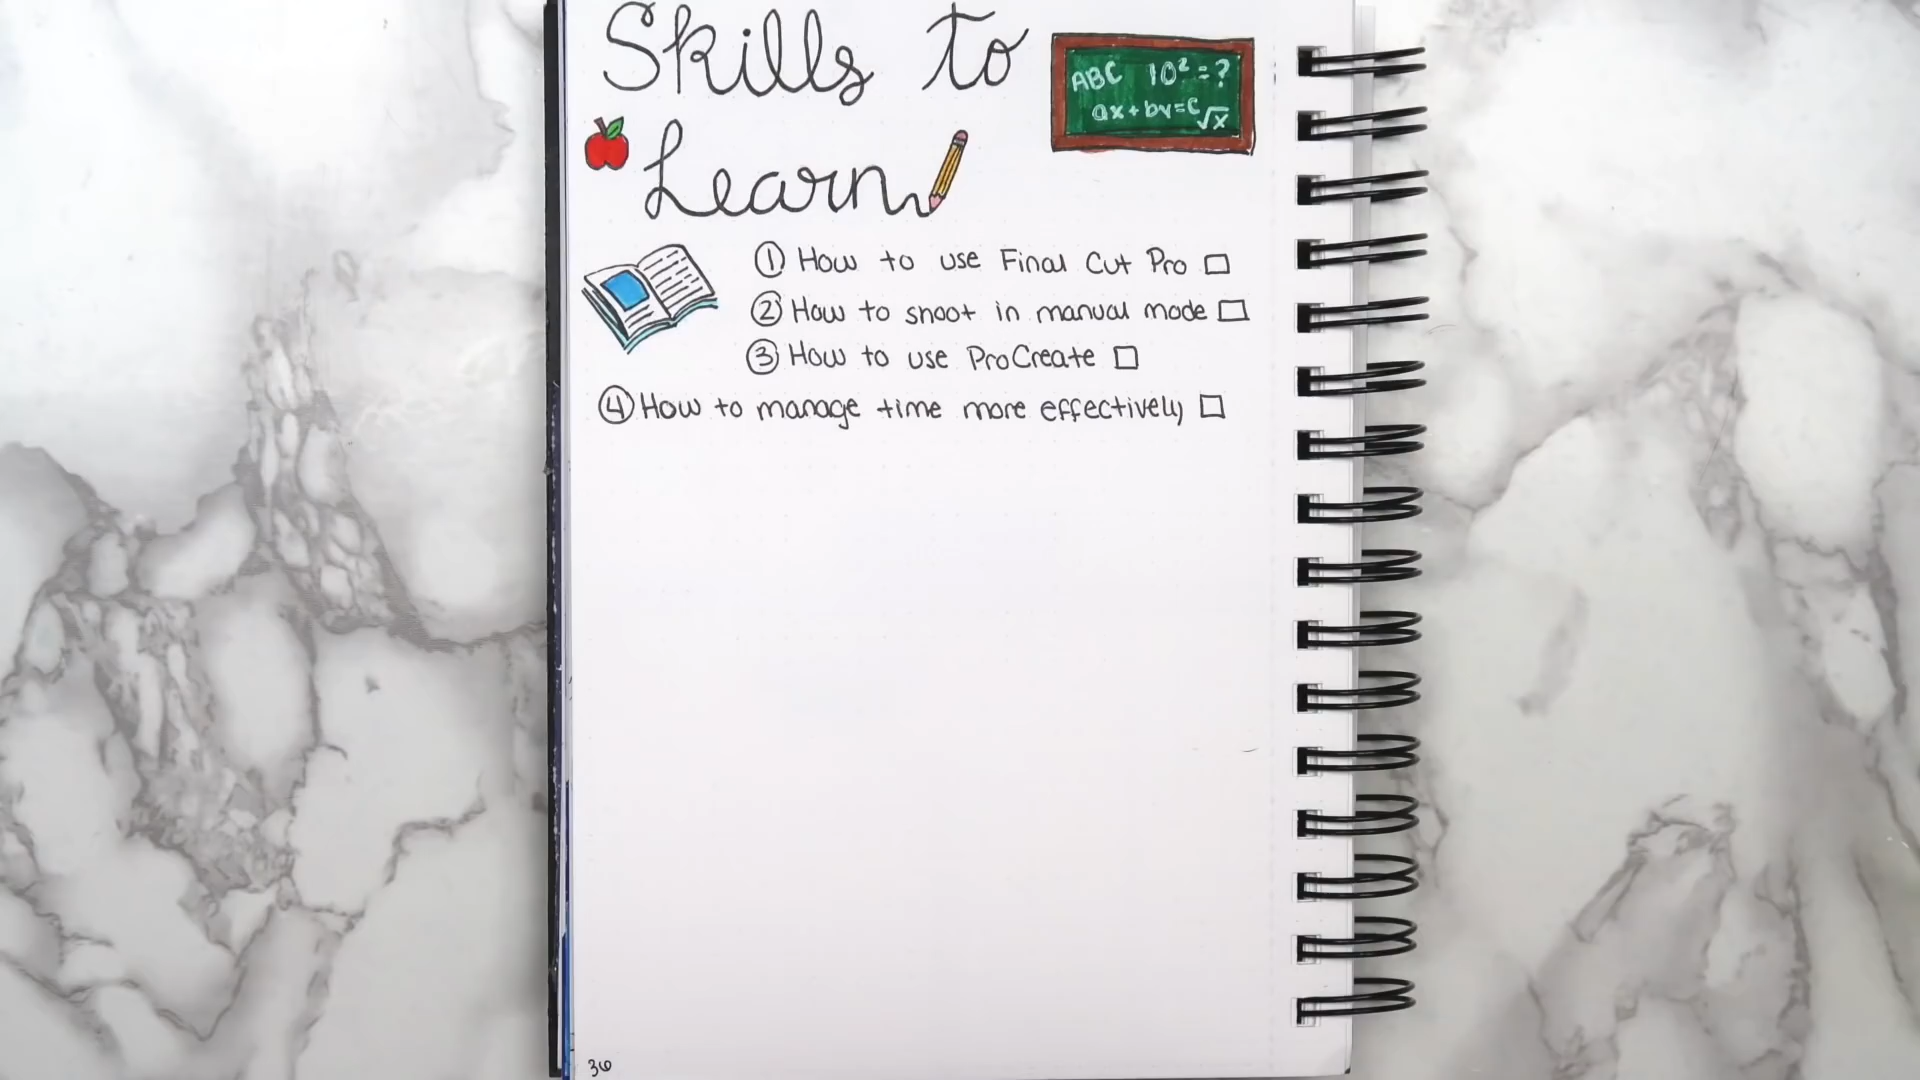 Skills to
Learn
ABC 10² = ?
ax + by = c
√x
① How to use Final Cut Pro
② How to shoot in manual mode
③ How to use ProCreate
④ How to manage time more effectively
36